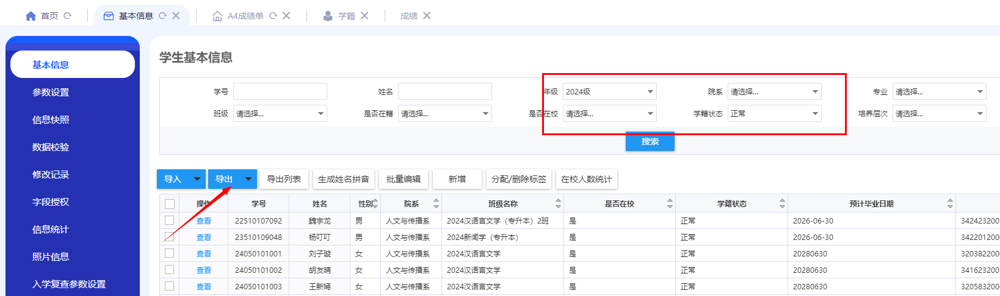 首页
基本信息
A4成绩单
学籍
成绩
基本信息
参数设置
信息快照
数据校验
修改记录
字段授权
信息统计
照片信息
入学复查参数设置
学生基本信息
学号 姓名 年级 2024级 院系 请选择... 专业 请选择...
班级 请选择... 是否在籍 请选择... 是否在校 请选择... 学籍状态 正常 培养层次 请选择...
搜索
导入 导出 导出列表 生成姓名拼音 批量编辑 新增 分配/删除标签 在校人数统计
操作 学号 姓名 性别 院系 班级名称 是否在校 学籍状态 预计毕业日期
查看 22510107092 魏宇龙 男 人文与传播系 2024汉语言文学（专升本）2班 是 正常 2026-06-30 342423200
查看 23510109048 杨叮叮 男 人文与传播系 2024新闻学（专升本） 是 正常 2026-06-30 342201200
查看 24050101001 刘子璇 女 人文与传播系 2024汉语言文学 是 正常 20280630 320382200
查看 24050101002 胡友晴 女 人文与传播系 2024汉语言文学 是 正常 20280630 341623200
查看 24050101003 王新嫣 女 人文与传播系 2024汉语言文学 是 正常 20280630 320583200